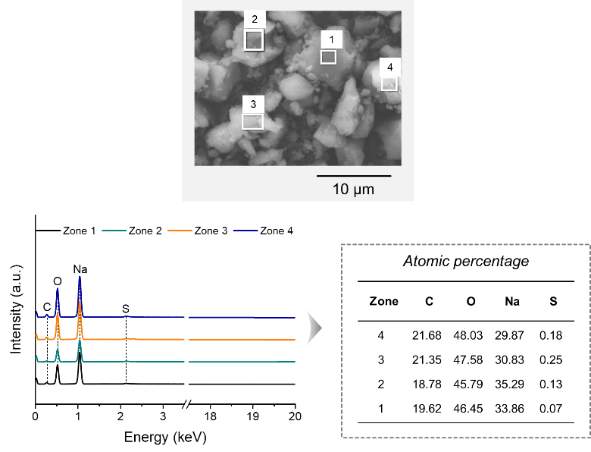 2
1
4
3
10 µm
Zone 1 Zone 2 Zone 3 Zone 4
Na
O
C
S
Intensity (a.u.)
0 1 2 3 18 19 20
Energy (keV)
Atomic percentage
Zone C O Na S
4 21.68 48.03 29.87 0.18
3 21.35 47.58 30.83 0.25
2 18.78 45.79 35.29 0.13
1 19.62 46.45 33.86 0.07